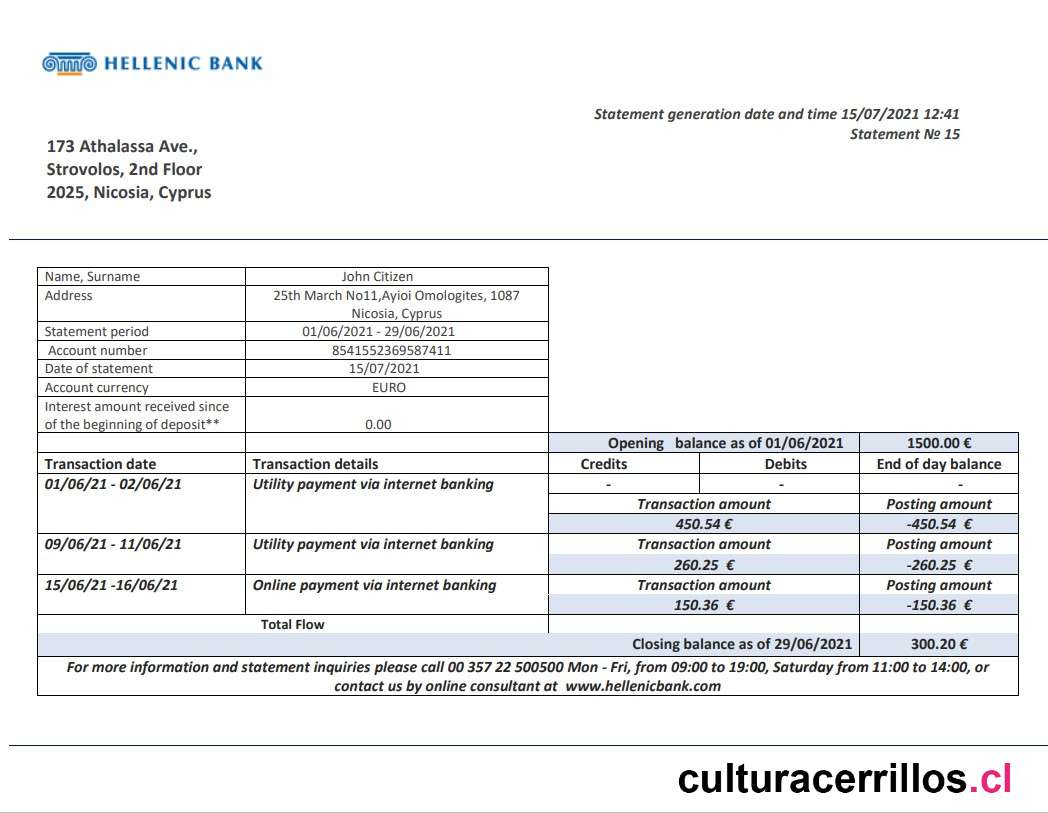 HELLENIC BANK
Statement generation date and time 15/07/2021 12:41
Statement № 15
173 Athalassa Ave.,
Strovolos, 2nd Floor
2025, Nicosia, Cyprus
Name, Surname John Citizen
Address 25th March No11,Ayioi Omologites, 1087
Nicosia, Cyprus
Statement period 01/06/2021 - 29/06/2021
Account number 8541552369587411
Date of statement 15/07/2021
Account currency EURO
Interest amount received since
of the beginning of deposit** 0.00
Opening balance as of 01/06/2021 1500.00 €
Transaction date Transaction details Credits Debits End of day balance
01/06/21 - 02/06/21 Utility payment via internet banking - - -
Transaction amount Posting amount
450.54 € -450.54 €
09/06/21 - 11/06/21 Utility payment via internet banking Transaction amount Posting amount
260.25 € -260.25 €
15/06/21 -16/06/21 Online payment via internet banking Transaction amount Posting amount
150.36 € -150.36 €
Total Flow
Closing balance as of 29/06/2021 300.20 €
For more information and statement inquiries please call 00 357 22 500500 Mon - Fri, from 09:00 to 19:00, Saturday from 11:00 to 14:00, or
contact us by online consultant at www.hellenicbank.com
culturacerrillos.cl